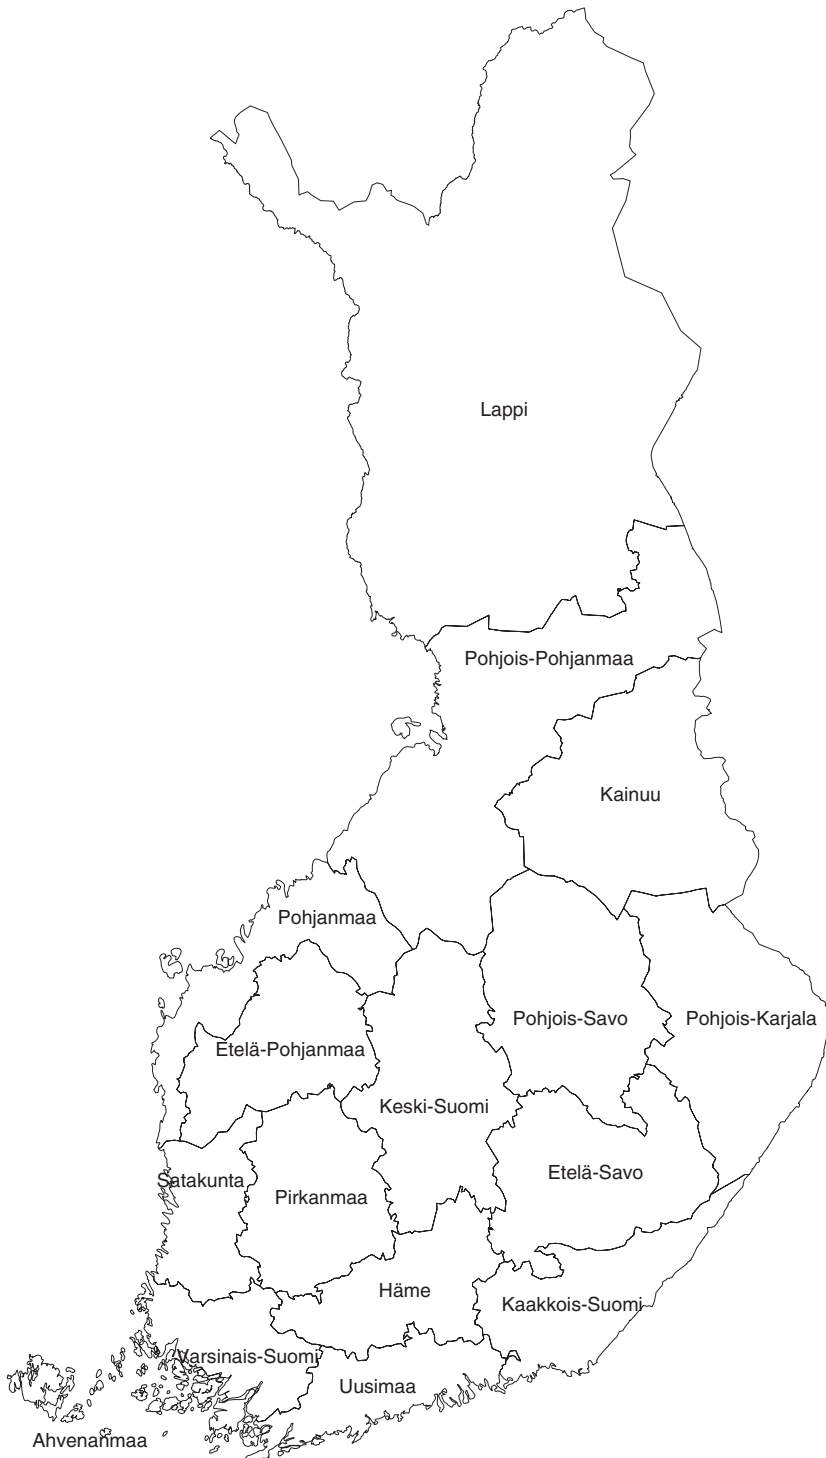 Lappi
Pohjois-Pohjanmaa
Kainuu
Pohjanmaa
Pohjois-Savo
Pohjois-Karjala
Etelä-Pohjanmaa
Keski-Suomi
Etelä-Savo
Satakunta
Pirkanmaa
Häme
Kaakkois-Suomi
Varsinais-Suomi
Uusimaa
Ahvenanmaa